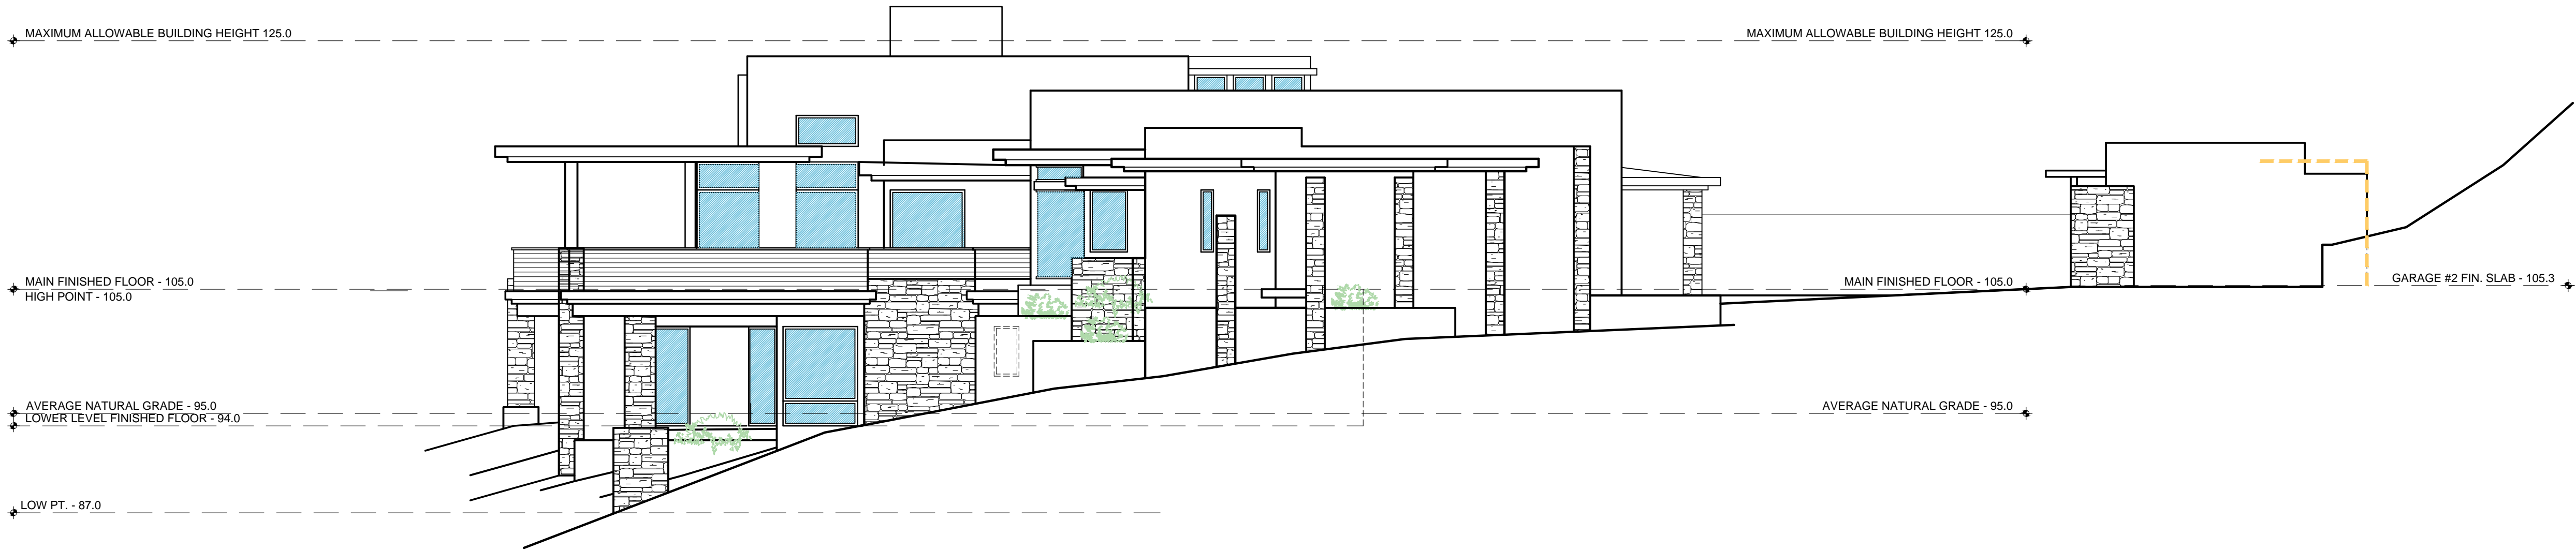 MAXIMUM ALLOWABLE BUILDING HEIGHT 125.0
MAXIMUM ALLOWABLE BUILDING HEIGHT 125.0
MAIN FINISHED FLOOR - 105.0
HIGH POINT - 105.0
MAIN FINISHED FLOOR - 105.0
GARAGE #2 FIN. SLAB - 105.3
AVERAGE NATURAL GRADE - 95.0
LOWER LEVEL FINISHED FLOOR - 94.0
AVERAGE NATURAL GRADE - 95.0
LOW PT. - 87.0